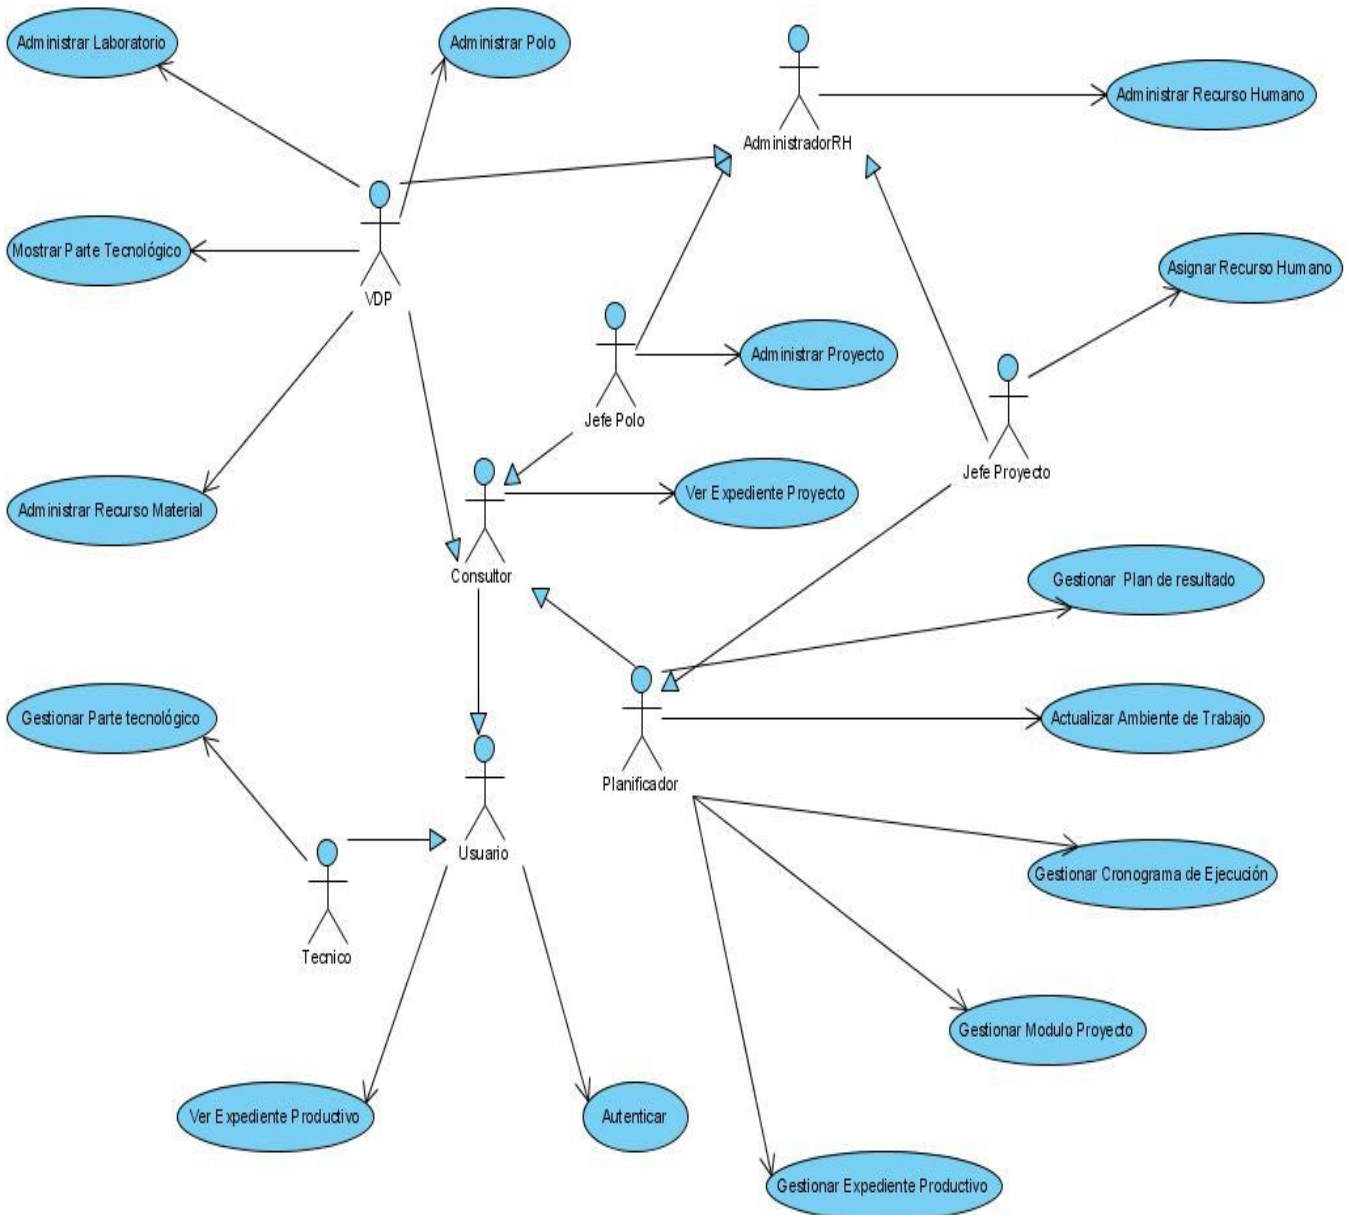 Administrar Laboratorio
Administrar Polo
Administrar Recurso Humano
AdministradorRH
Mostrar Parte Tecnológico
Asignar Recurso Humano
VDP
Administrar Proyecto
Jefe Polo
Jefe Proyecto
Ver Expediente Proyecto
Administrar Recurso Material
Consultor
Gestionar Plan de resultado
Gestionar Parte tecnológico
Actualizar Ambiente de Trabajo
Planificador
Usuario
Gestionar Cronograma de Ejecución
Tecnico
Gestionar Modulo Proyecto
Ver Expediente Productivo
Autenticar
Gestionar Expediente Productivo